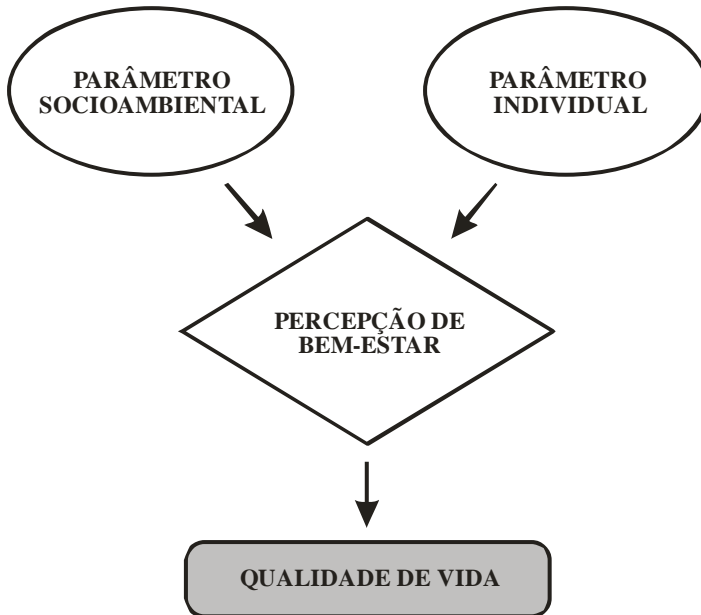 PARÂMETRO
SOCIOAMBIENTAL
PARÂMETRO
INDIVIDUAL
PERCEPÇÃO DE
BEM-ESTAR
QUALIDADE DE VIDA